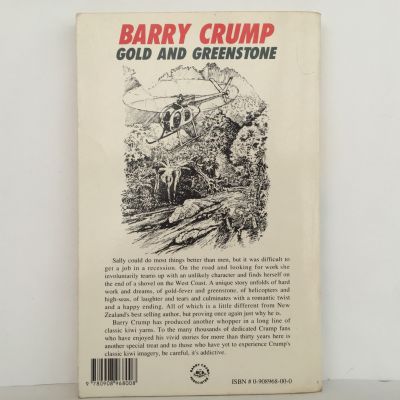 BARRY CRUMP
GOLD AND GREENSTONE
Sally could do most things better than men, but it was difficult to
get a job in a recession. On the road and looking for work she
involuntarily teams up with an unlikely character and finds herself on
the end of a shovel on the West Coast. A unique story unfolds of hard
work and dreams, of gold-fever and greenstone, of helicopters and
high-seas, of laughter and tears and culminates with a romantic twist
and a happy ending. All of which is a little different from New
Zealand's best selling author, but proving once again just why he is.
Barry Crump has produced another whopper in a long line of
classic kiwi yarns. To the many thousands of dedicated Crump fans
who have enjoyed his vivid stories for more than thirty years here is
another special treat and to those who have yet to experience Crump's
classic kiwi imagery, be careful, it's addictive.
9 780908 968008
BARRY CRUMP
ASSOCIATES
ISBN # 0-908968-00-0